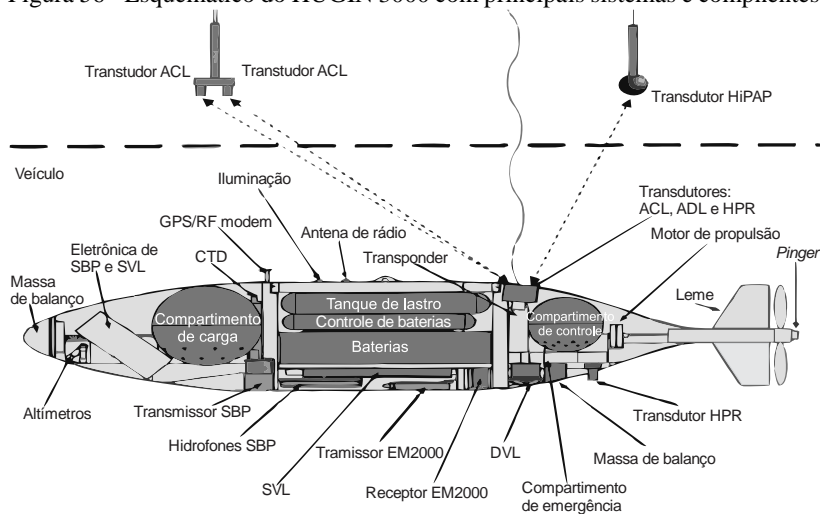 Figura 36 - Esquemático do HUGIN 3000 com principais sistemas e complientes
Transtudor ACL
Transtudor ACL
Transdutor HiPAP
Veículo
Iluminação
Transdutores:
ACL, ADL e HPR
GPS/RF modem
Antena de rádio
Motor de propulsão
Eletrônica de
SBP e SVL
CTD
Transponder
Pinger
Massa
de balanço
Leme
Tanque de lastro
Compartimento
de carga
Controle de baterias
Compartimento
de controle
Baterias
Altímetros
Transmissor SBP
Transdutor HPR
Hidrofones SBP
Tramissor EM2000
DVL
Massa de balanço
SVL
Receptor EM2000
Compartimento
de emergência